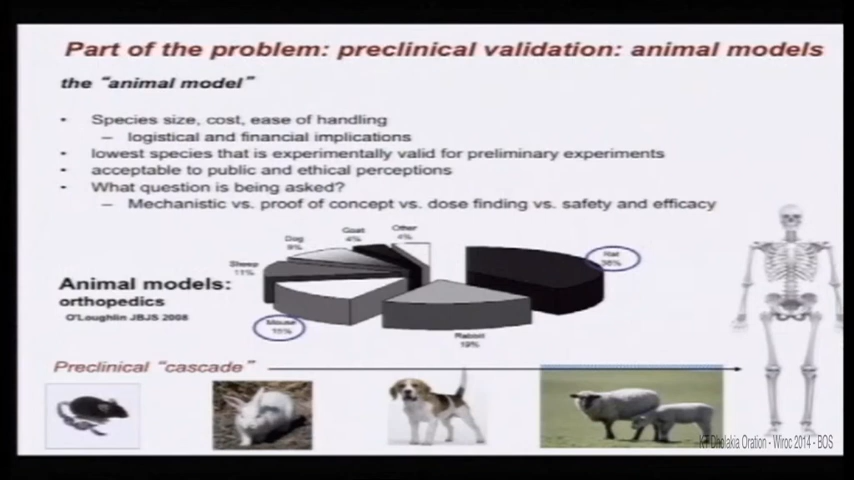 Part of the problem: preclinical validation: animal models
the "animal model"
• Species size, cost, ease of handling
– logistical and financial implications
• lowest species that is experimentally valid for preliminary experiments
• acceptable to public and ethical perceptions
• What question is being asked?
– Mechanistic vs. proof of concept vs. dose finding vs. safety and efficacy
Goat
4%
Other
4%
Dog
9%
Sheep
11%
Rat
36%
Animal models:
orthopedics
O'Loughlin JBJS 2008
Mouse
Rabbit
19%
Preclinical "cascade"
KT Dholakia Oration - Wiroc 2014 - BOS